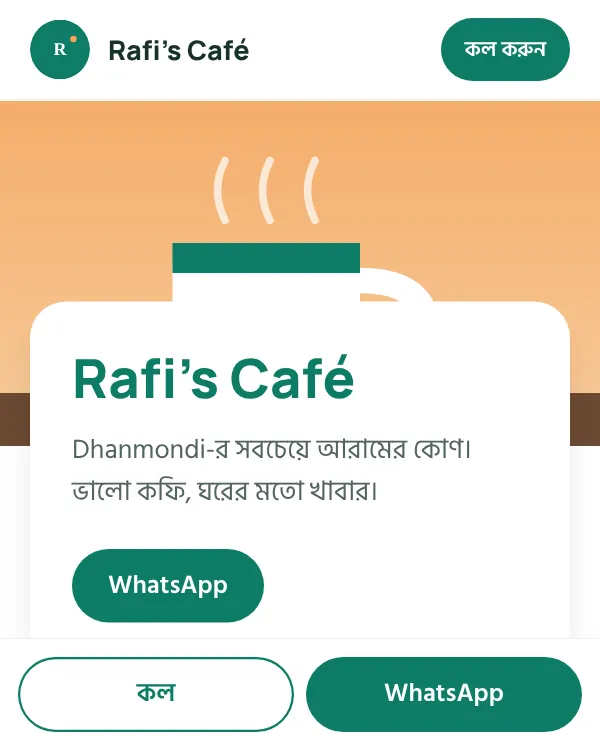 R
Rafi’s Café
কল করুন
Rafi’s Café
Dhanmondi-র সবচেয়ে আরামের কোণ।
ভালো কফি, ঘরের মতো খাবার।
WhatsApp
কল
WhatsApp